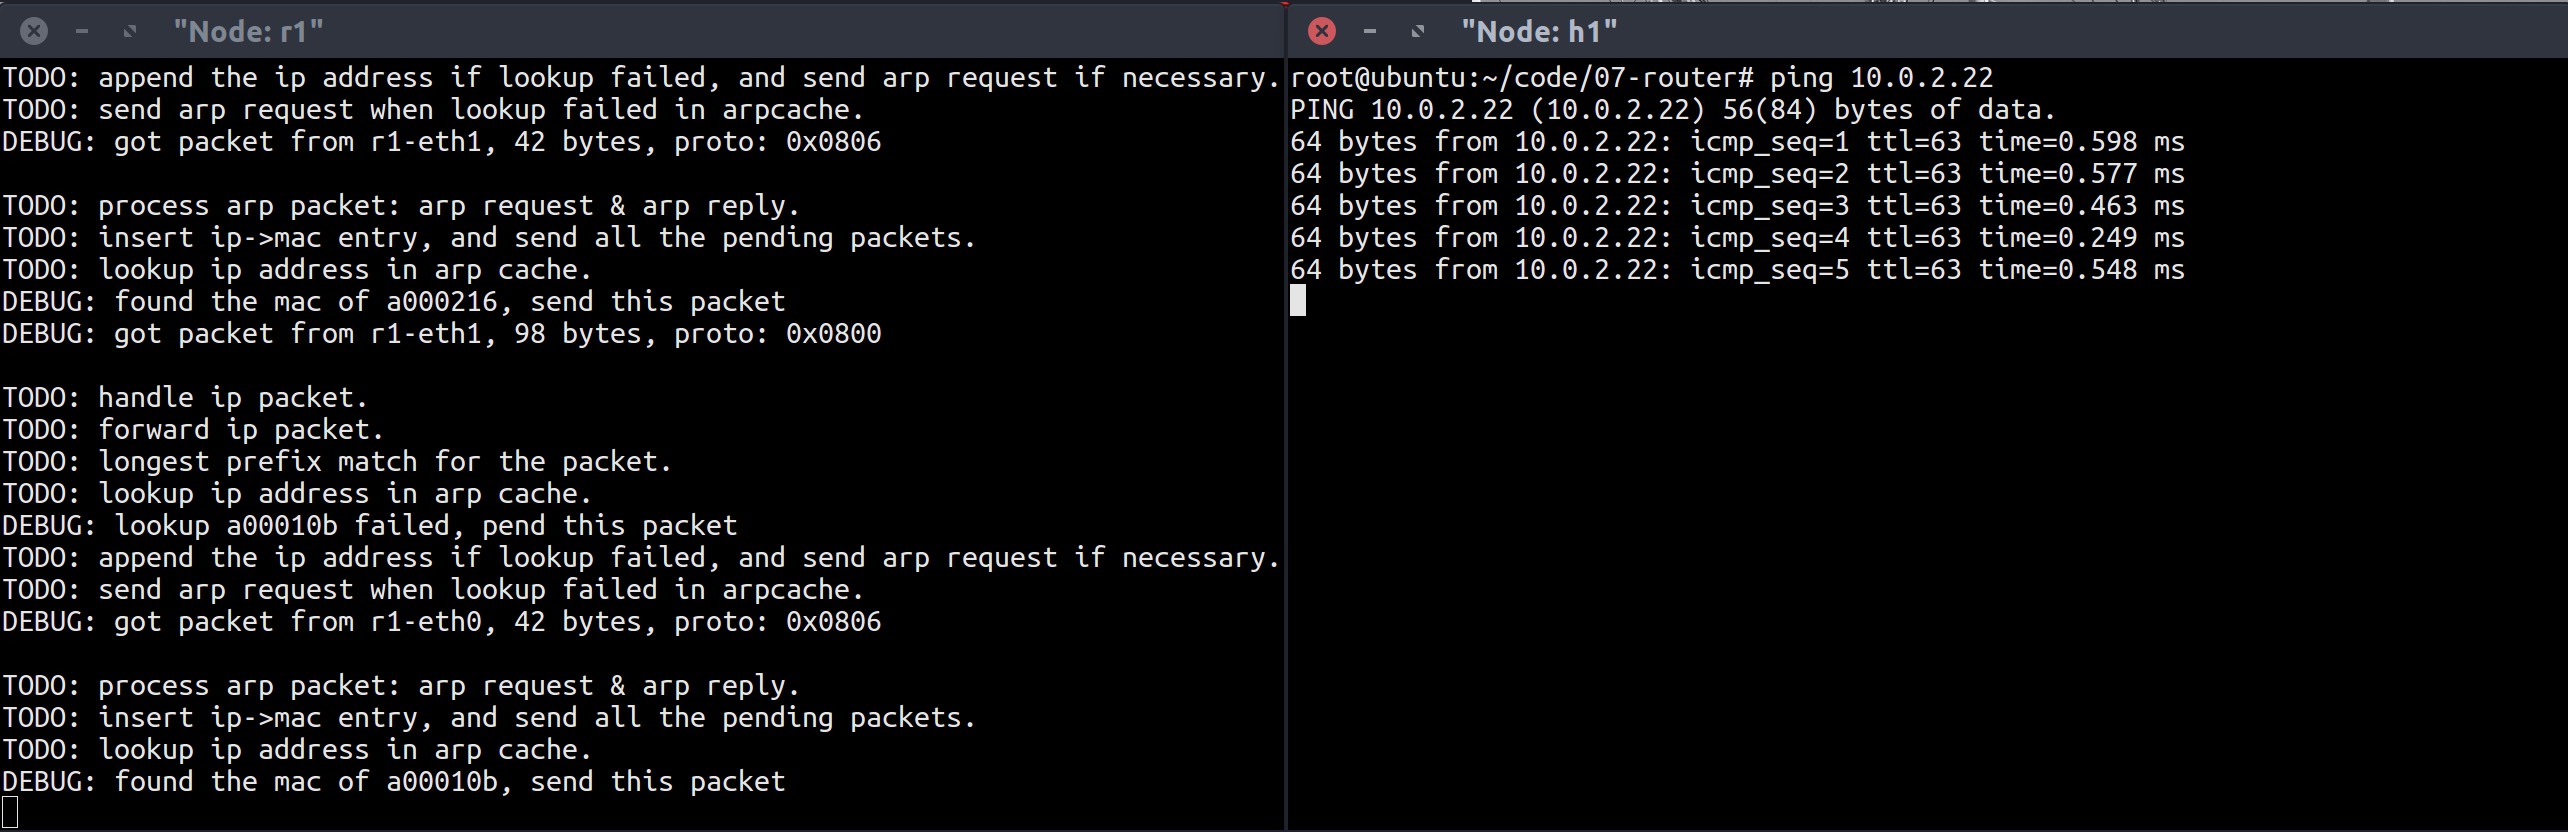 "Node: r1"
TODO: append the ip address if lookup failed, and send arp request if necessary.
TODO: send arp request when lookup failed in arpcache.
DEBUG: got packet from r1-eth1, 42 bytes, proto: 0x0806
TODO: process arp packet: arp request & arp reply.
TODO: insert ip->mac entry, and send all the pending packets.
TODO: lookup ip address in arp cache.
DEBUG: found the mac of a000216, send this packet
DEBUG: got packet from r1-eth1, 98 bytes, proto: 0x0800
TODO: handle ip packet.
TODO: forward ip packet.
TODO: longest prefix match for the packet.
TODO: lookup ip address in arp cache.
DEBUG: lookup a00010b failed, pend this packet
TODO: append the ip address if lookup failed, and send arp request if necessary.
TODO: send arp request when lookup failed in arpcache.
DEBUG: got packet from r1-eth0, 42 bytes, proto: 0x0806
TODO: process arp packet: arp request & arp reply.
TODO: insert ip->mac entry, and send all the pending packets.
TODO: lookup ip address in arp cache.
DEBUG: found the mac of a00010b, send this packet
"Node: h1"
root@ubuntu:~/code/07-router# ping 10.0.2.22
PING 10.0.2.22 (10.0.2.22) 56(84) bytes of data.
64 bytes from 10.0.2.22: icmp_seq=1 ttl=63 time=0.598 ms
64 bytes from 10.0.2.22: icmp_seq=2 ttl=63 time=0.577 ms
64 bytes from 10.0.2.22: icmp_seq=3 ttl=63 time=0.463 ms
64 bytes from 10.0.2.22: icmp_seq=4 ttl=63 time=0.249 ms
64 bytes from 10.0.2.22: icmp_seq=5 ttl=63 time=0.548 ms